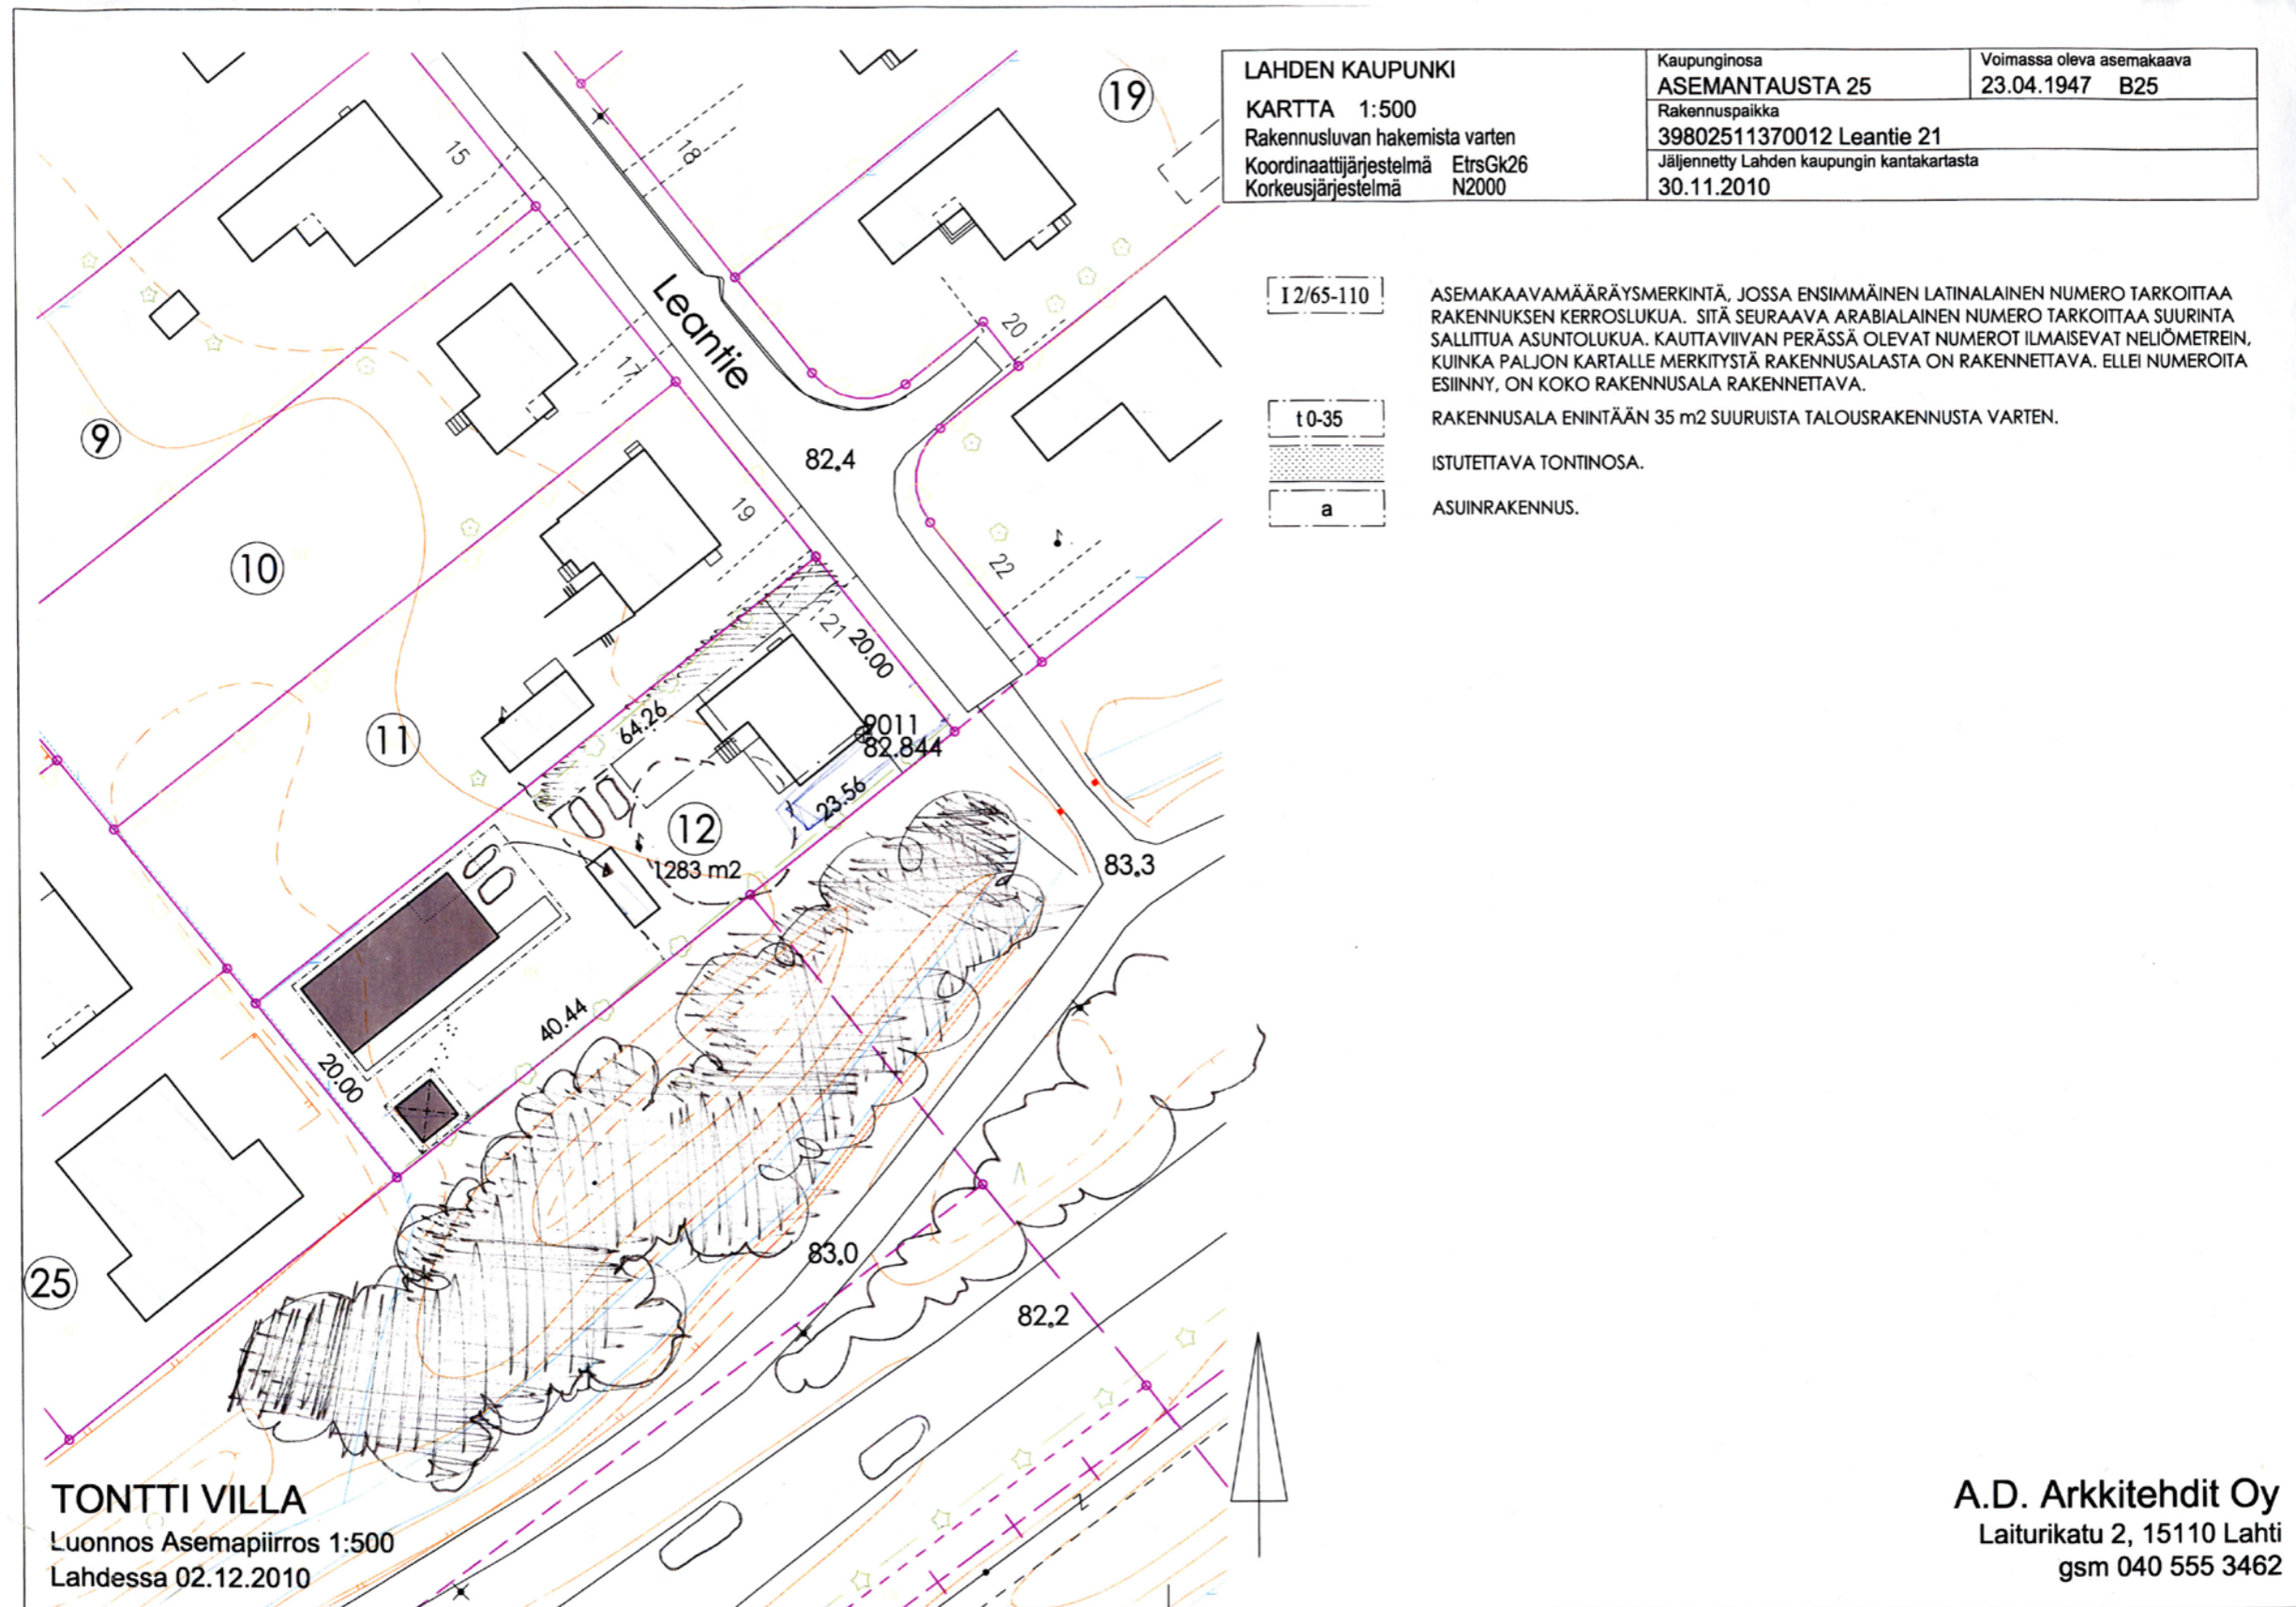 LAHDEN KAUPUNKI
KARTTA 1:500
Rakennusluvan hakemista varten
Koordinaattijärjestelmä EtrsGk26
Korkeusjärjestelmä N2000
Kaupunginosa
ASEMANTAUSTA 25
Voimassa oleva asemakaava
23.04.1947 B25
Rakennuspaikka
39802511370012 Leantie 21
Jäljennetty Lahden kaupungin kantakartasta
30.11.2010
I 2/65-110
ASEMAKAAVAMÄÄRÄYSMERKINTÄ, JOSSA ENSIMMÄINEN LATINALAINEN NUMERO TARKOITTAA
RAKENNUKSEN KERROSLUKUA. SITÄ SEURAAVA ARABIALAINEN NUMERO TARKOITTAA SUURINTA
SALLITTUA ASUNTOLUKUA. KAUTTAVIIVAN PERÄSSÄ OLEVAT NUMEROT ILMAISEVAT NELIÖMETREIN,
KUINKA PALJON KARTALLE MERKITYSTÄ RAKENNUSALASTA ON RAKENNETTAVA. ELLEI NUMEROITA
ESIINNY, ON KOKO RAKENNUSALA RAKENNETTAVA.
t 0-35
RAKENNUSALA ENINTÄÄN 35 m2 SUURUISTA TALOUSRAKENNUSTA VARTEN.
ISTUTETTAVA TONTINOSA.
a
ASUINRAKENNUS.
19
15
18
Leantie
20
17
9
82.4
19
22
10
21
20.00
64.26
11
9011
82.844
23.56
12
1283 m2
83.3
40.44
20.00
25
83.0
82.2
TONTTI VILLA
Luonnos Asemapiirros 1:500
Lahdessa 02.12.2010
A.D. Arkkitehdit Oy
Laiturikatu 2, 15110 Lahti
gsm 040 555 3462